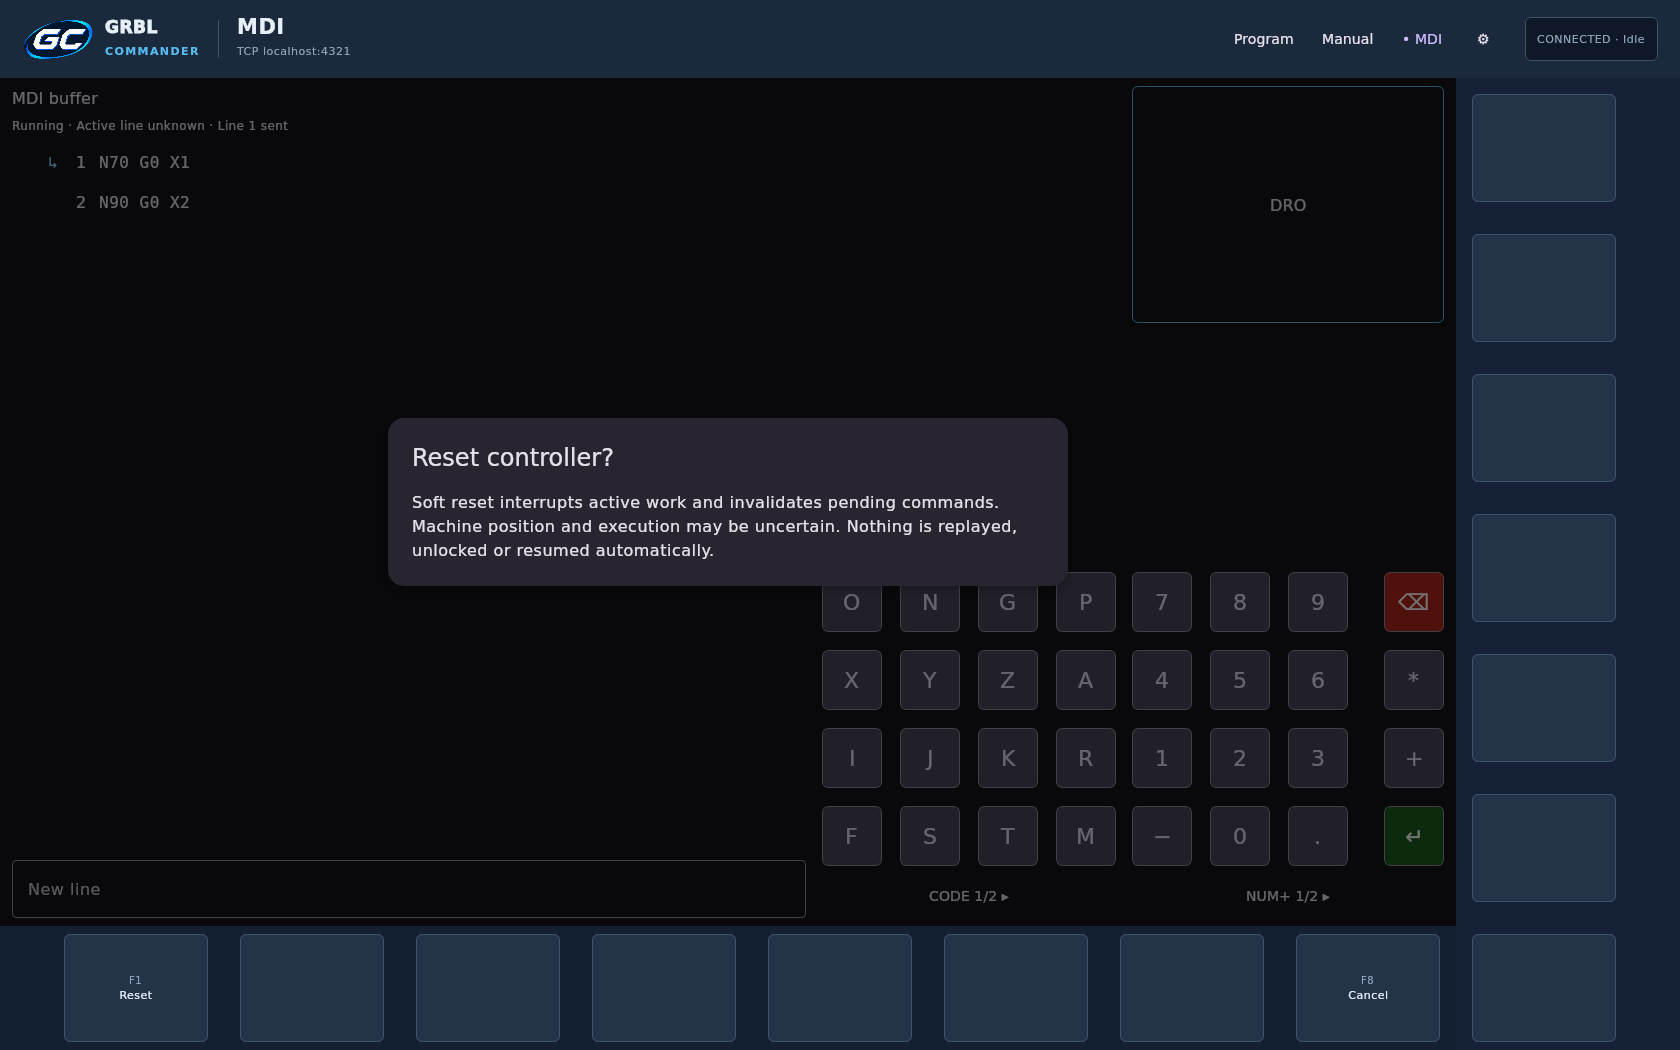 GC
GRBL
COMMANDER
MDI
TCP localhost:4321
Program
Manual
• MDI
⚙
CONNECTED · Idle
MDI buffer
Running · Active line unknown · Line 1 sent
↳ 1 N70 G0 X1
2 N90 G0 X2
DRO
Reset controller?
Soft reset interrupts active work and invalidates pending commands.
Machine position and execution may be uncertain. Nothing is replayed,
unlocked or resumed automatically.
O N G P 7 8 9 ⌫
X Y Z A 4 5 6 *
I J K R 1 2 3 +
F S T M − 0 . ↵
New line
CODE 1/2 ▸
NUM+ 1/2 ▸
F1
Reset
F8
Cancel